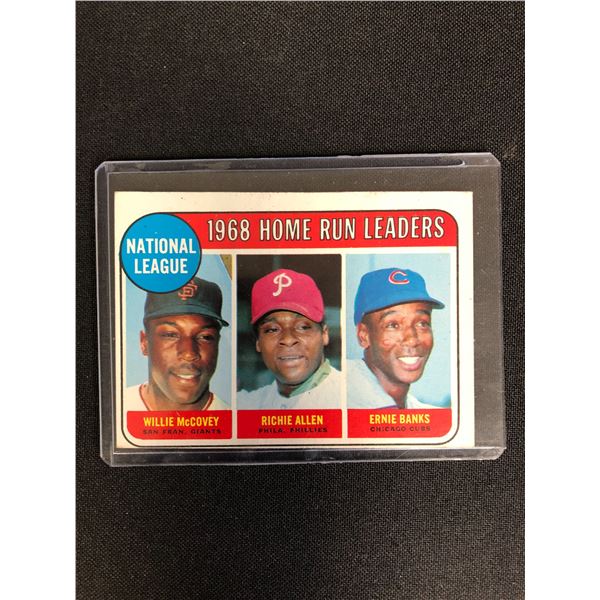 1968 HOME RUN LEADERS
NATIONAL
LEAGUE
SF
P
C
WILLIE McCOVEY
SAN FRAN. GIANTS
RICHIE ALLEN
PHILA. PHILLIES
ERNIE BANKS
CHICAGO CUBS